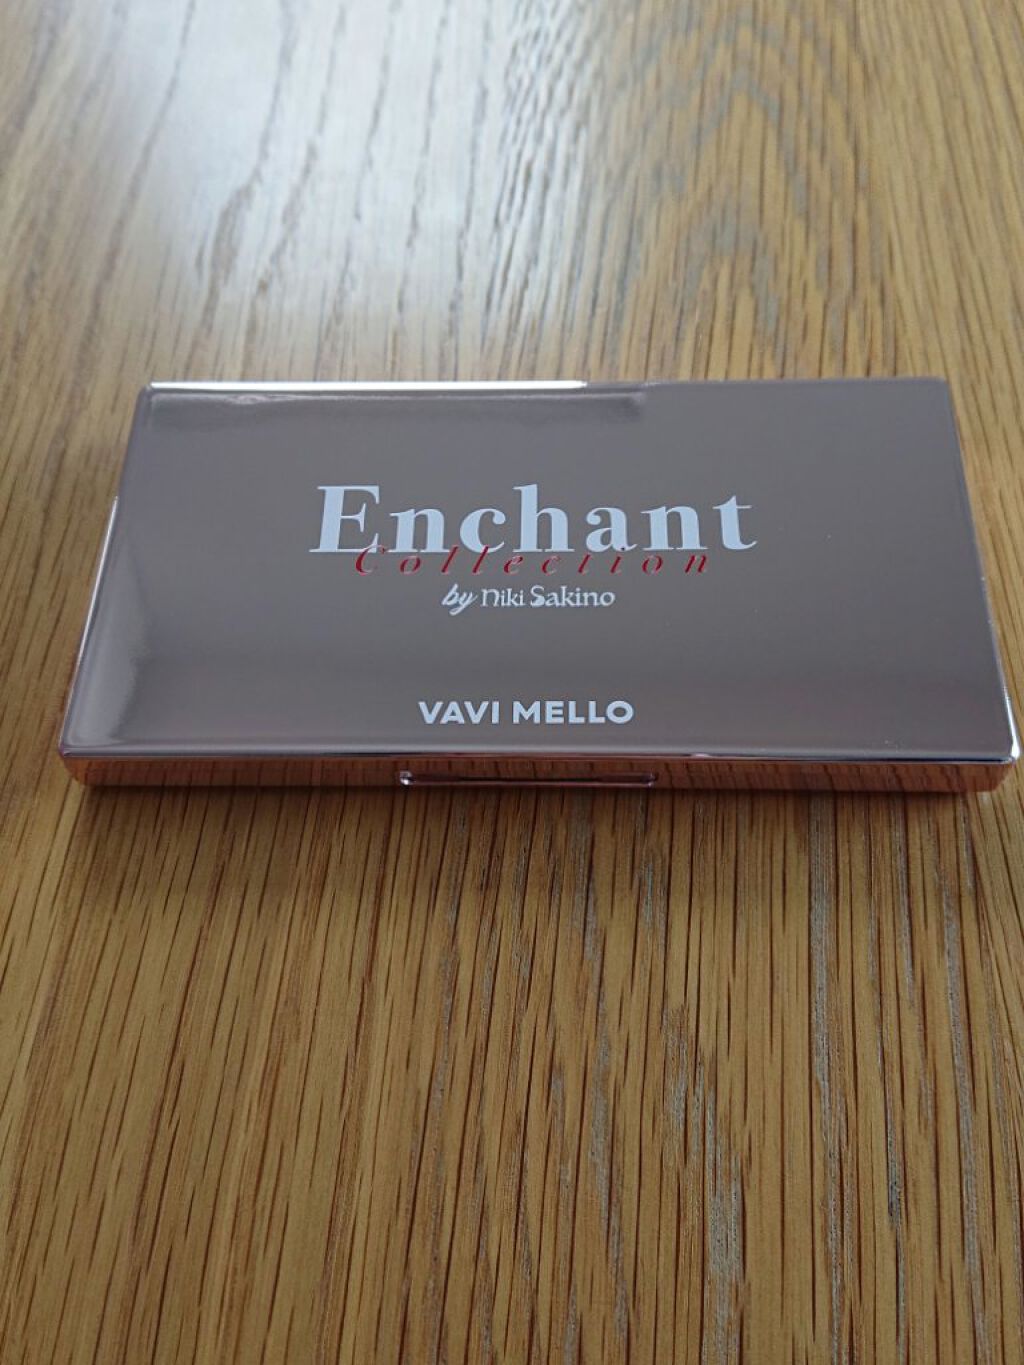 Enchant
Collection
by Niki Sakino
VAVI MELLO